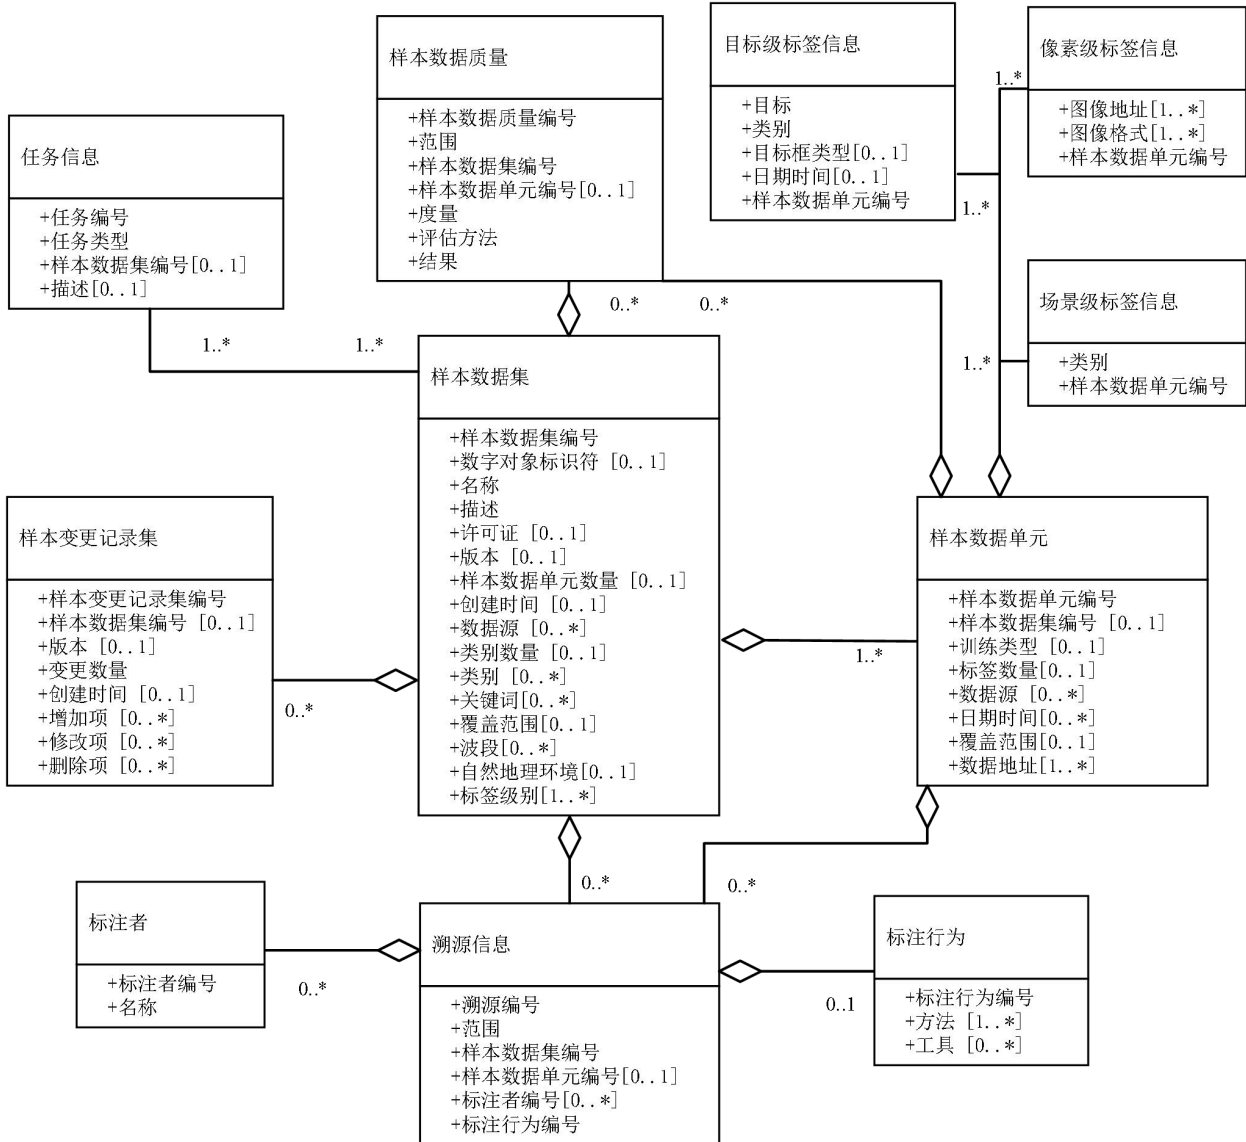 样本数据质量
+样本数据质量编号
+范围
+样本数据集编号
+样本数据单元编号[0..1]
+度量
+评估方法
+结果
目标级标签信息
+目标
+类别
+目标框类型[0..1]
+日期时间[0..1]
+样本数据单元编号
像素级标签信息
+图像地址[1..*]
+图像格式[1..*]
+样本数据单元编号
1..*
1..*
任务信息
+任务编号
+任务类型
+样本数据集编号[0..1]
+描述[0..1]
场景级标签信息
+类别
+样本数据单元编号
0..*
0..*
1..*
1..*
1..*
样本数据集
+样本数据集编号
+数字对象标识符 [0..1]
+名称
+描述
+许可证 [0..1]
+版本 [0..1]
+样本数据单元数量 [0..1]
+创建时间 [0..1]
+数据源 [0..*]
+类别数量 [0..1]
+类别 [0..*]
+关键词[0..*]
+覆盖范围[0..1]
+波段[0..*]
+自然地理环境[0..1]
+标签级别[1..*]
样本变更记录集
+样本变更记录集编号
+样本数据集编号 [0..1]
+版本 [0..1]
+变更数量
+创建时间 [0..1]
+增加项 [0..*]
+修改项 [0..*]
+删除项 [0..*]
0..*
样本数据单元
+样本数据单元编号
+样本数据集编号 [0..1]
+训练类型 [0..1]
+标签数量[0..1]
+数据源 [0..*]
+日期时间[0..*]
+覆盖范围[0..1]
+数据地址[1..*]
1..*
0..*
0..*
标注者
+标注者编号
+名称
0..*
溯源信息
+溯源编号
+范围
+样本数据集编号
+样本数据单元编号[0..1]
+标注者编号[0..*]
+标注行为编号
0..1
标注行为
+标注行为编号
+方法 [1..*]
+工具 [0..*]